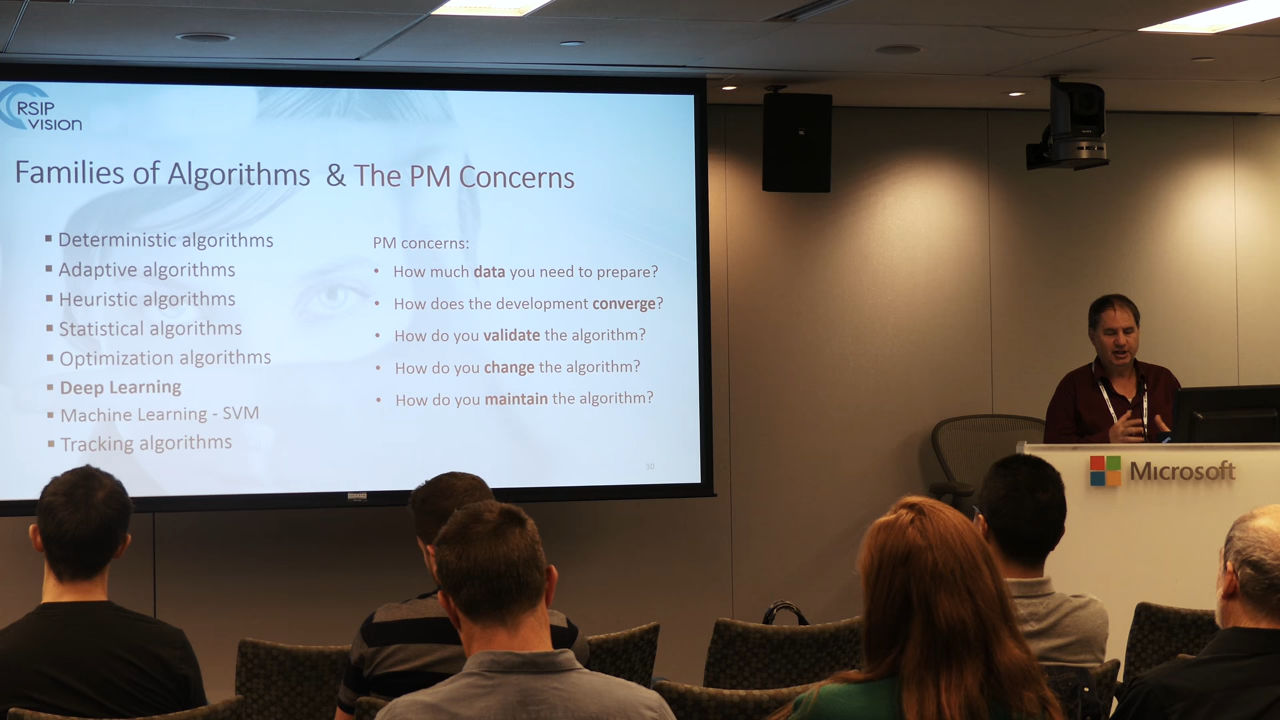 RSIP
VISION
Families of Algorithms & The PM Concerns
▪ Deterministic algorithms
▪ Adaptive algorithms
▪ Heuristic algorithms
▪ Statistical algorithms
▪ Optimization algorithms
▪ Deep Learning
▪ Machine Learning - SVM
▪ Tracking algorithms
PM concerns:
• How much data you need to prepare?
• How does the development converge?
• How do you validate the algorithm?
• How do you change the algorithm?
• How do you maintain the algorithm?
30
Microsoft